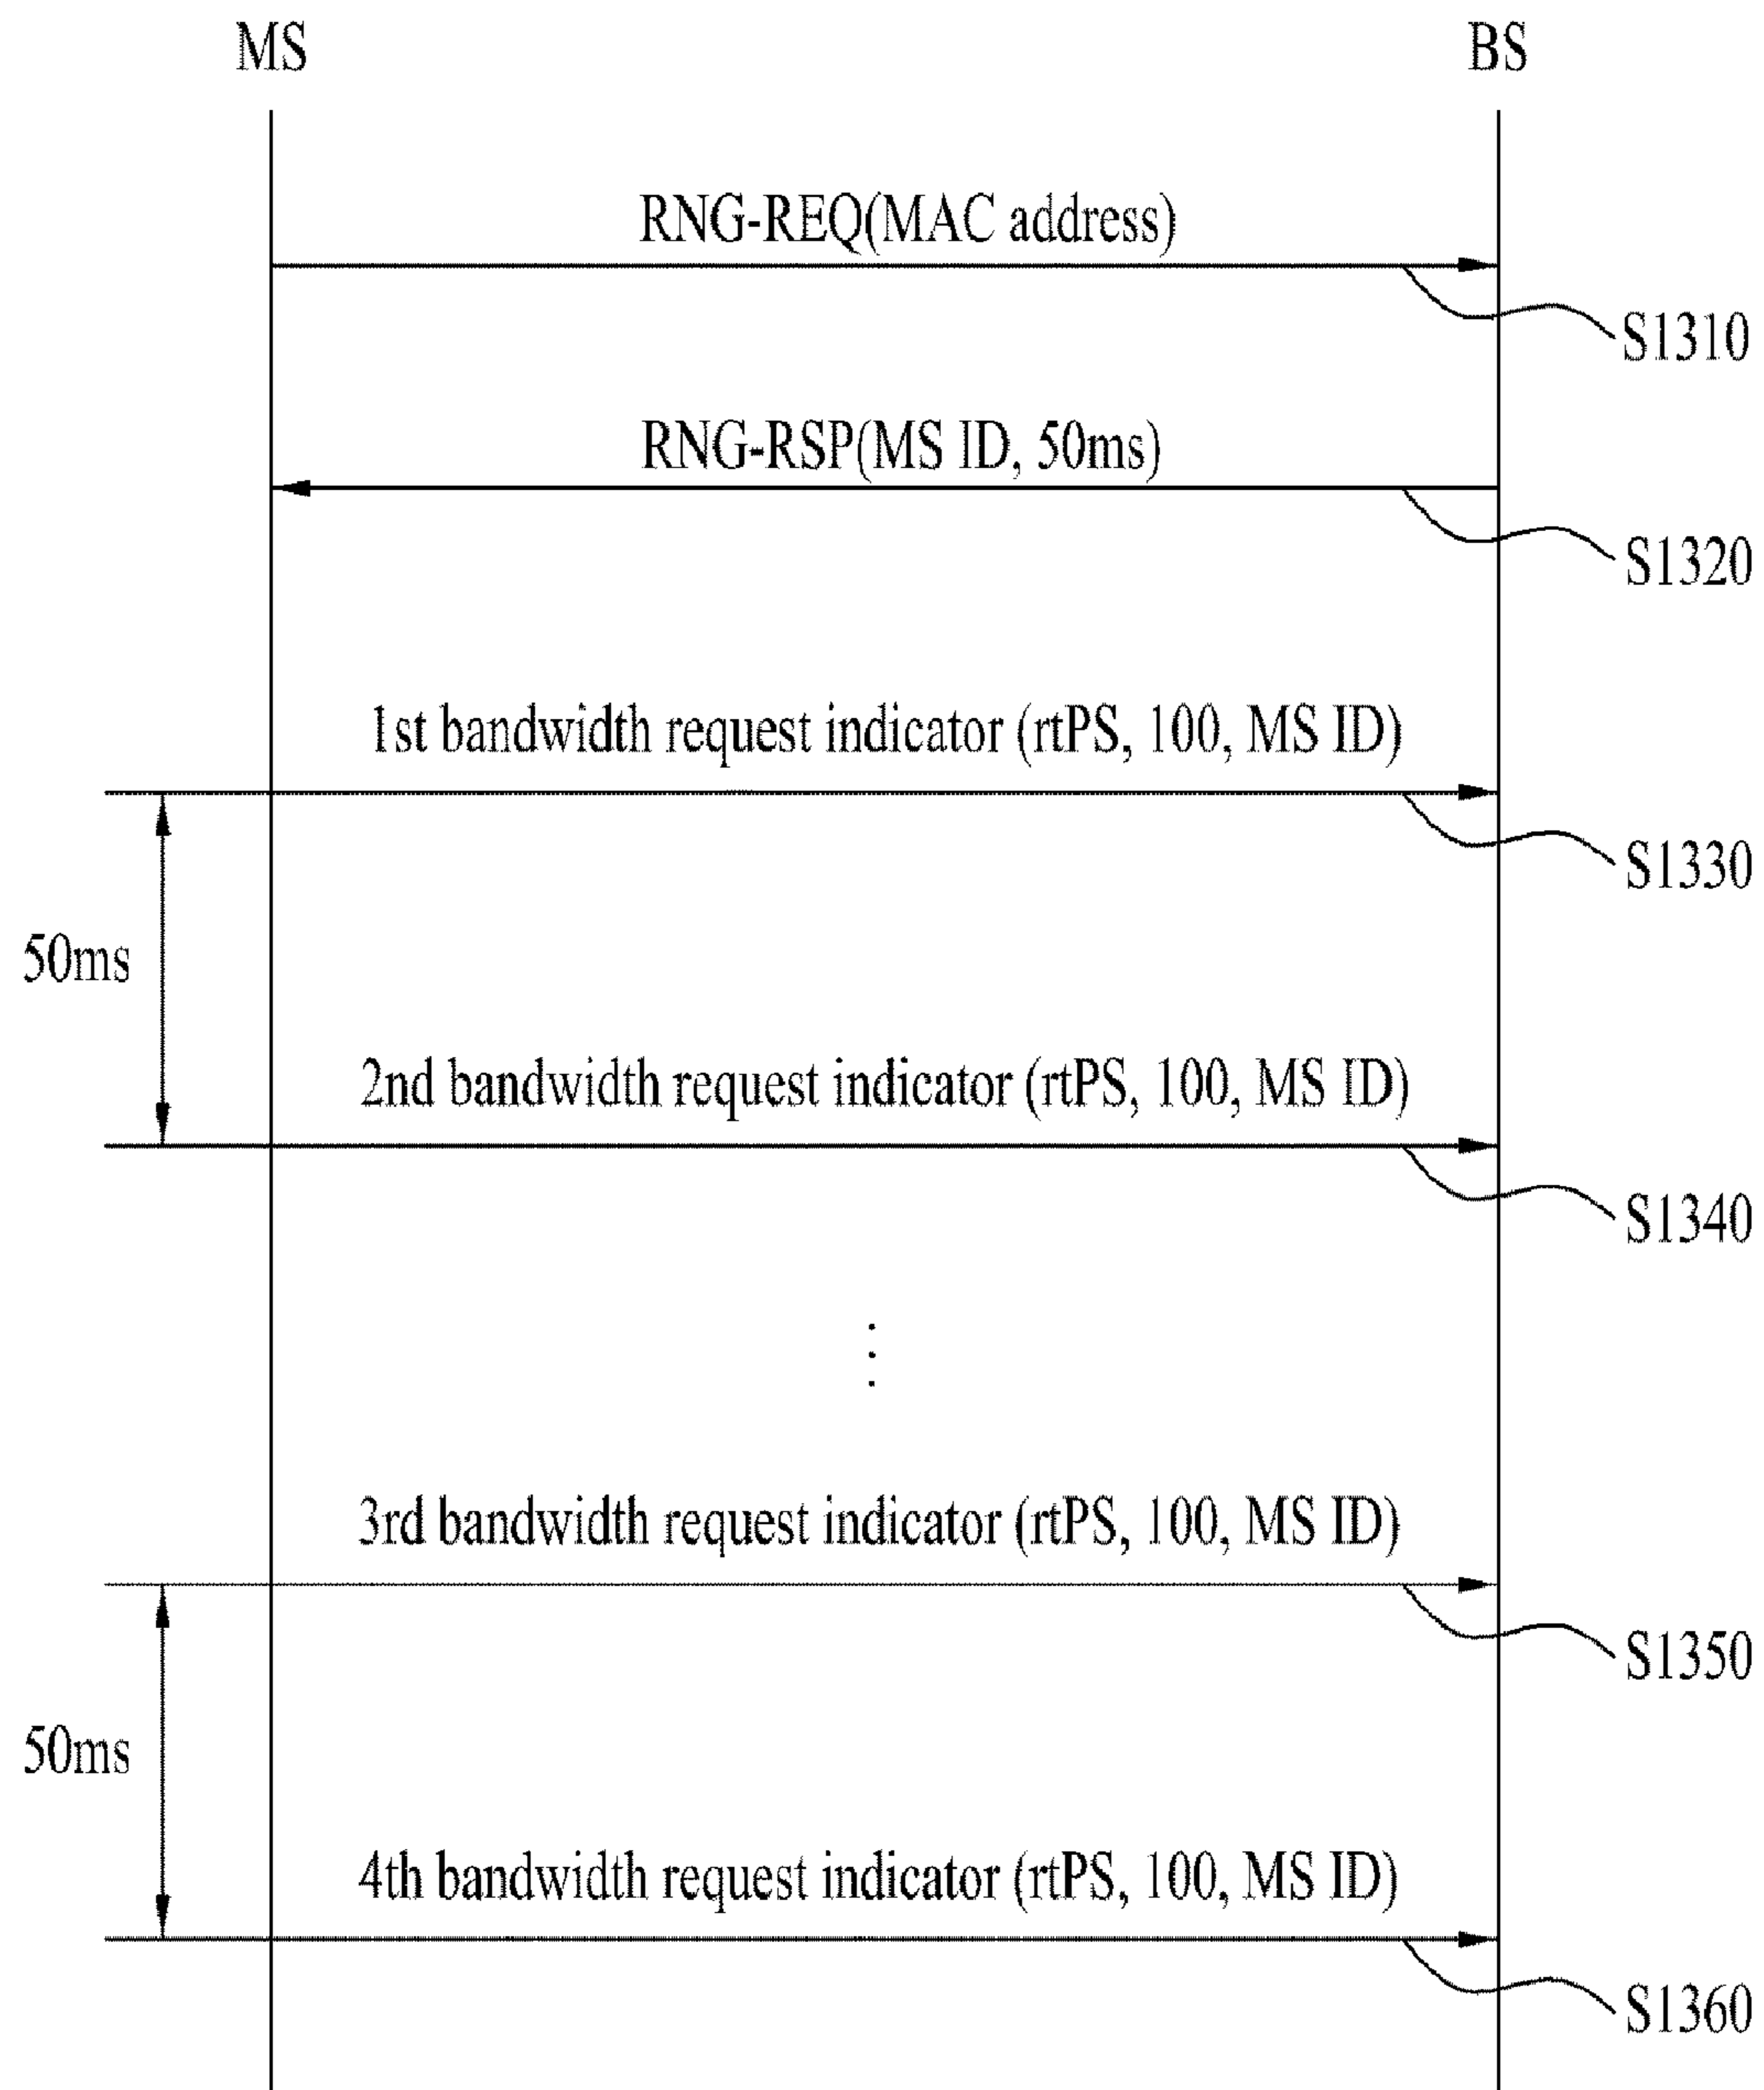 MS
BS
RNG-REQ(MAC address)
S1310
RNG-RSP(MS ID, 50ms)
S1320
1st bandwidth request indicator (rtPS, 100, MS ID)
S1330
50ms
2nd bandwidth request indicator (rtPS, 100, MS ID)
S1340
3rd bandwidth request indicator (rtPS, 100, MS ID)
S1350
50ms
4th bandwidth request indicator (rtPS, 100, MS ID)
S1360